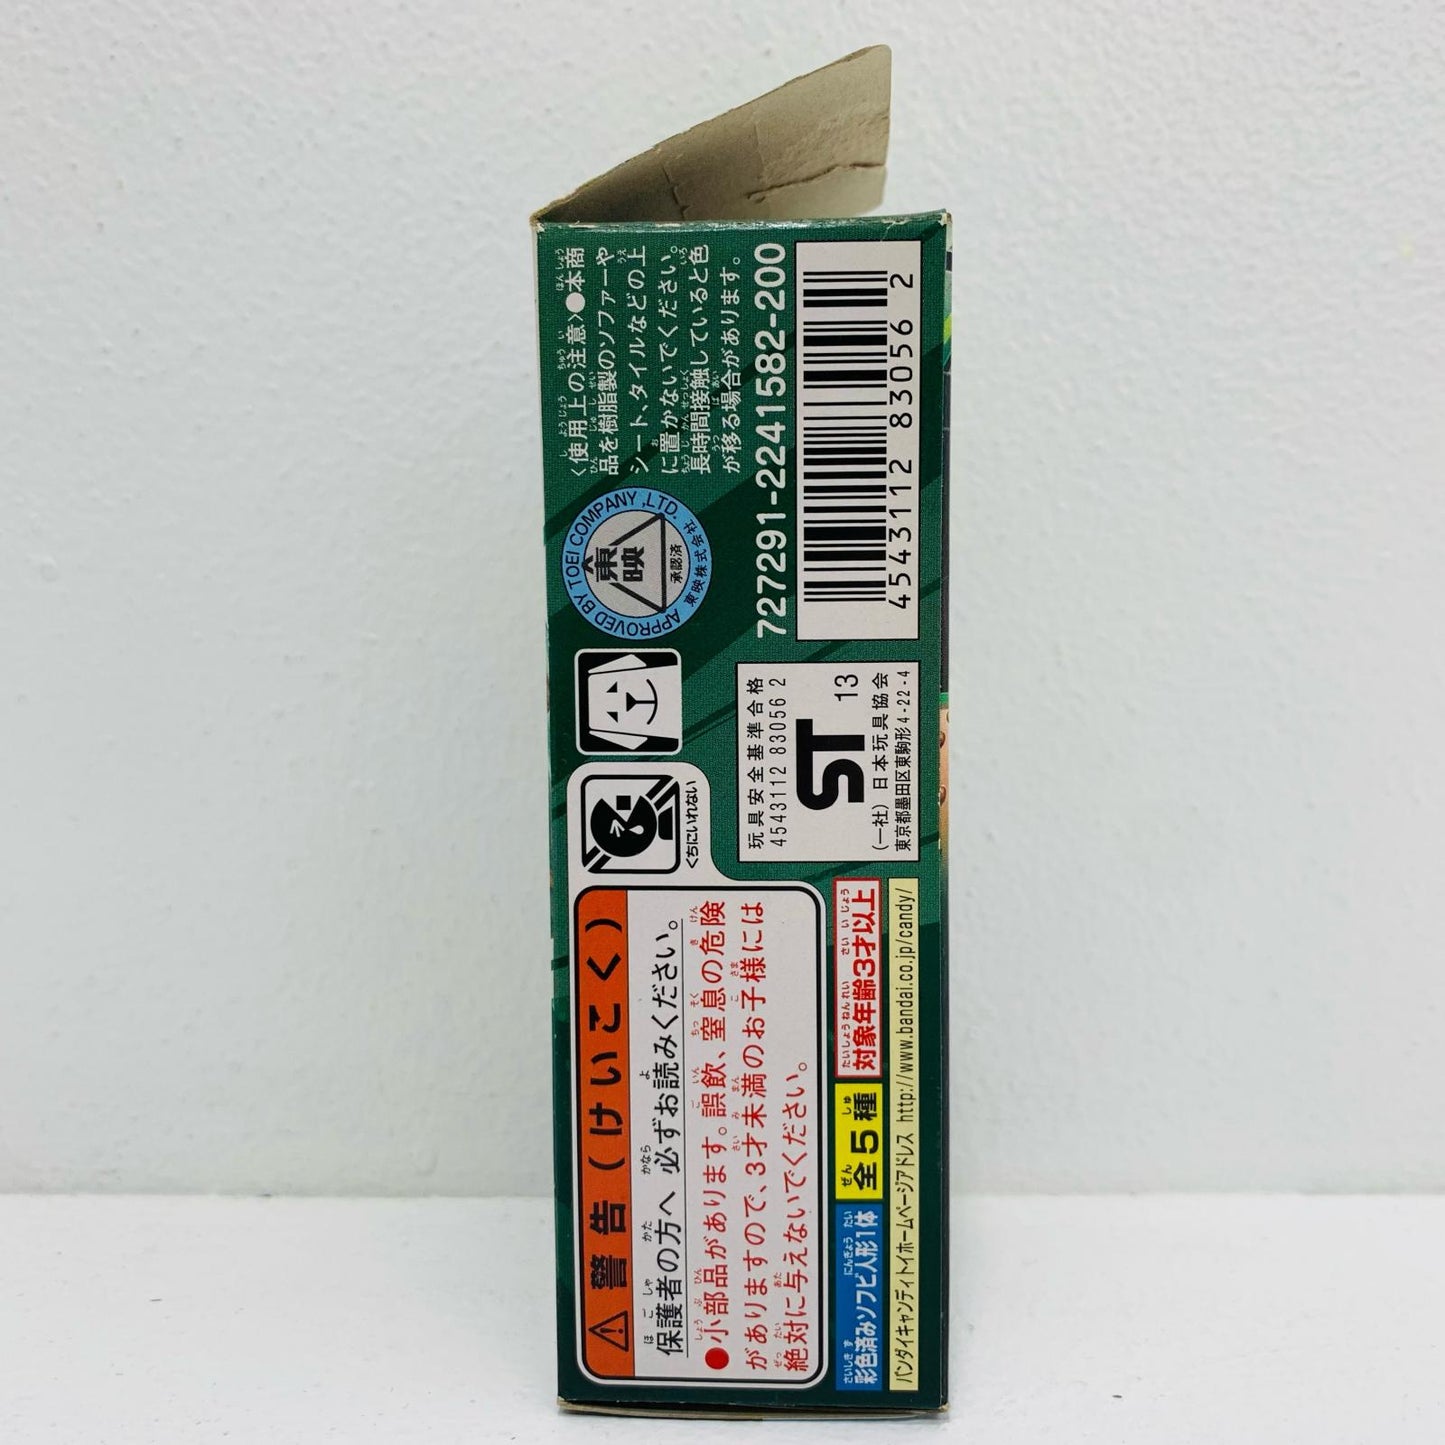 〈使用上の注意〉●本商
品を樹脂製のソファーや
シート、タイルなどの上
に置かないでください。
長時間接触していると色
が移る場合があります。
APPROVED BY TOEI COMPANY ,LTD.
東映
承認済
東映株式会社
727291-2241582-200
4543112 83056 2
くちにいれない
玩具安全基準合格
4543112 83056 2
ST 13
(一社) 日本玩具協会
東京都墨田区東駒形4-22-4
警告(けいこく)
保護者の方へ 必ずお読みください。
●小部品があります。誤飲、窒息の危険
がありますので、3才未満のお子様には
絶対に与えないでください。
彩色済みソフビ人形1体
全5種
対象年齢3才以上
バンダイキャンディトイホームページアドレス http://www.bandai.co.jp/candy/